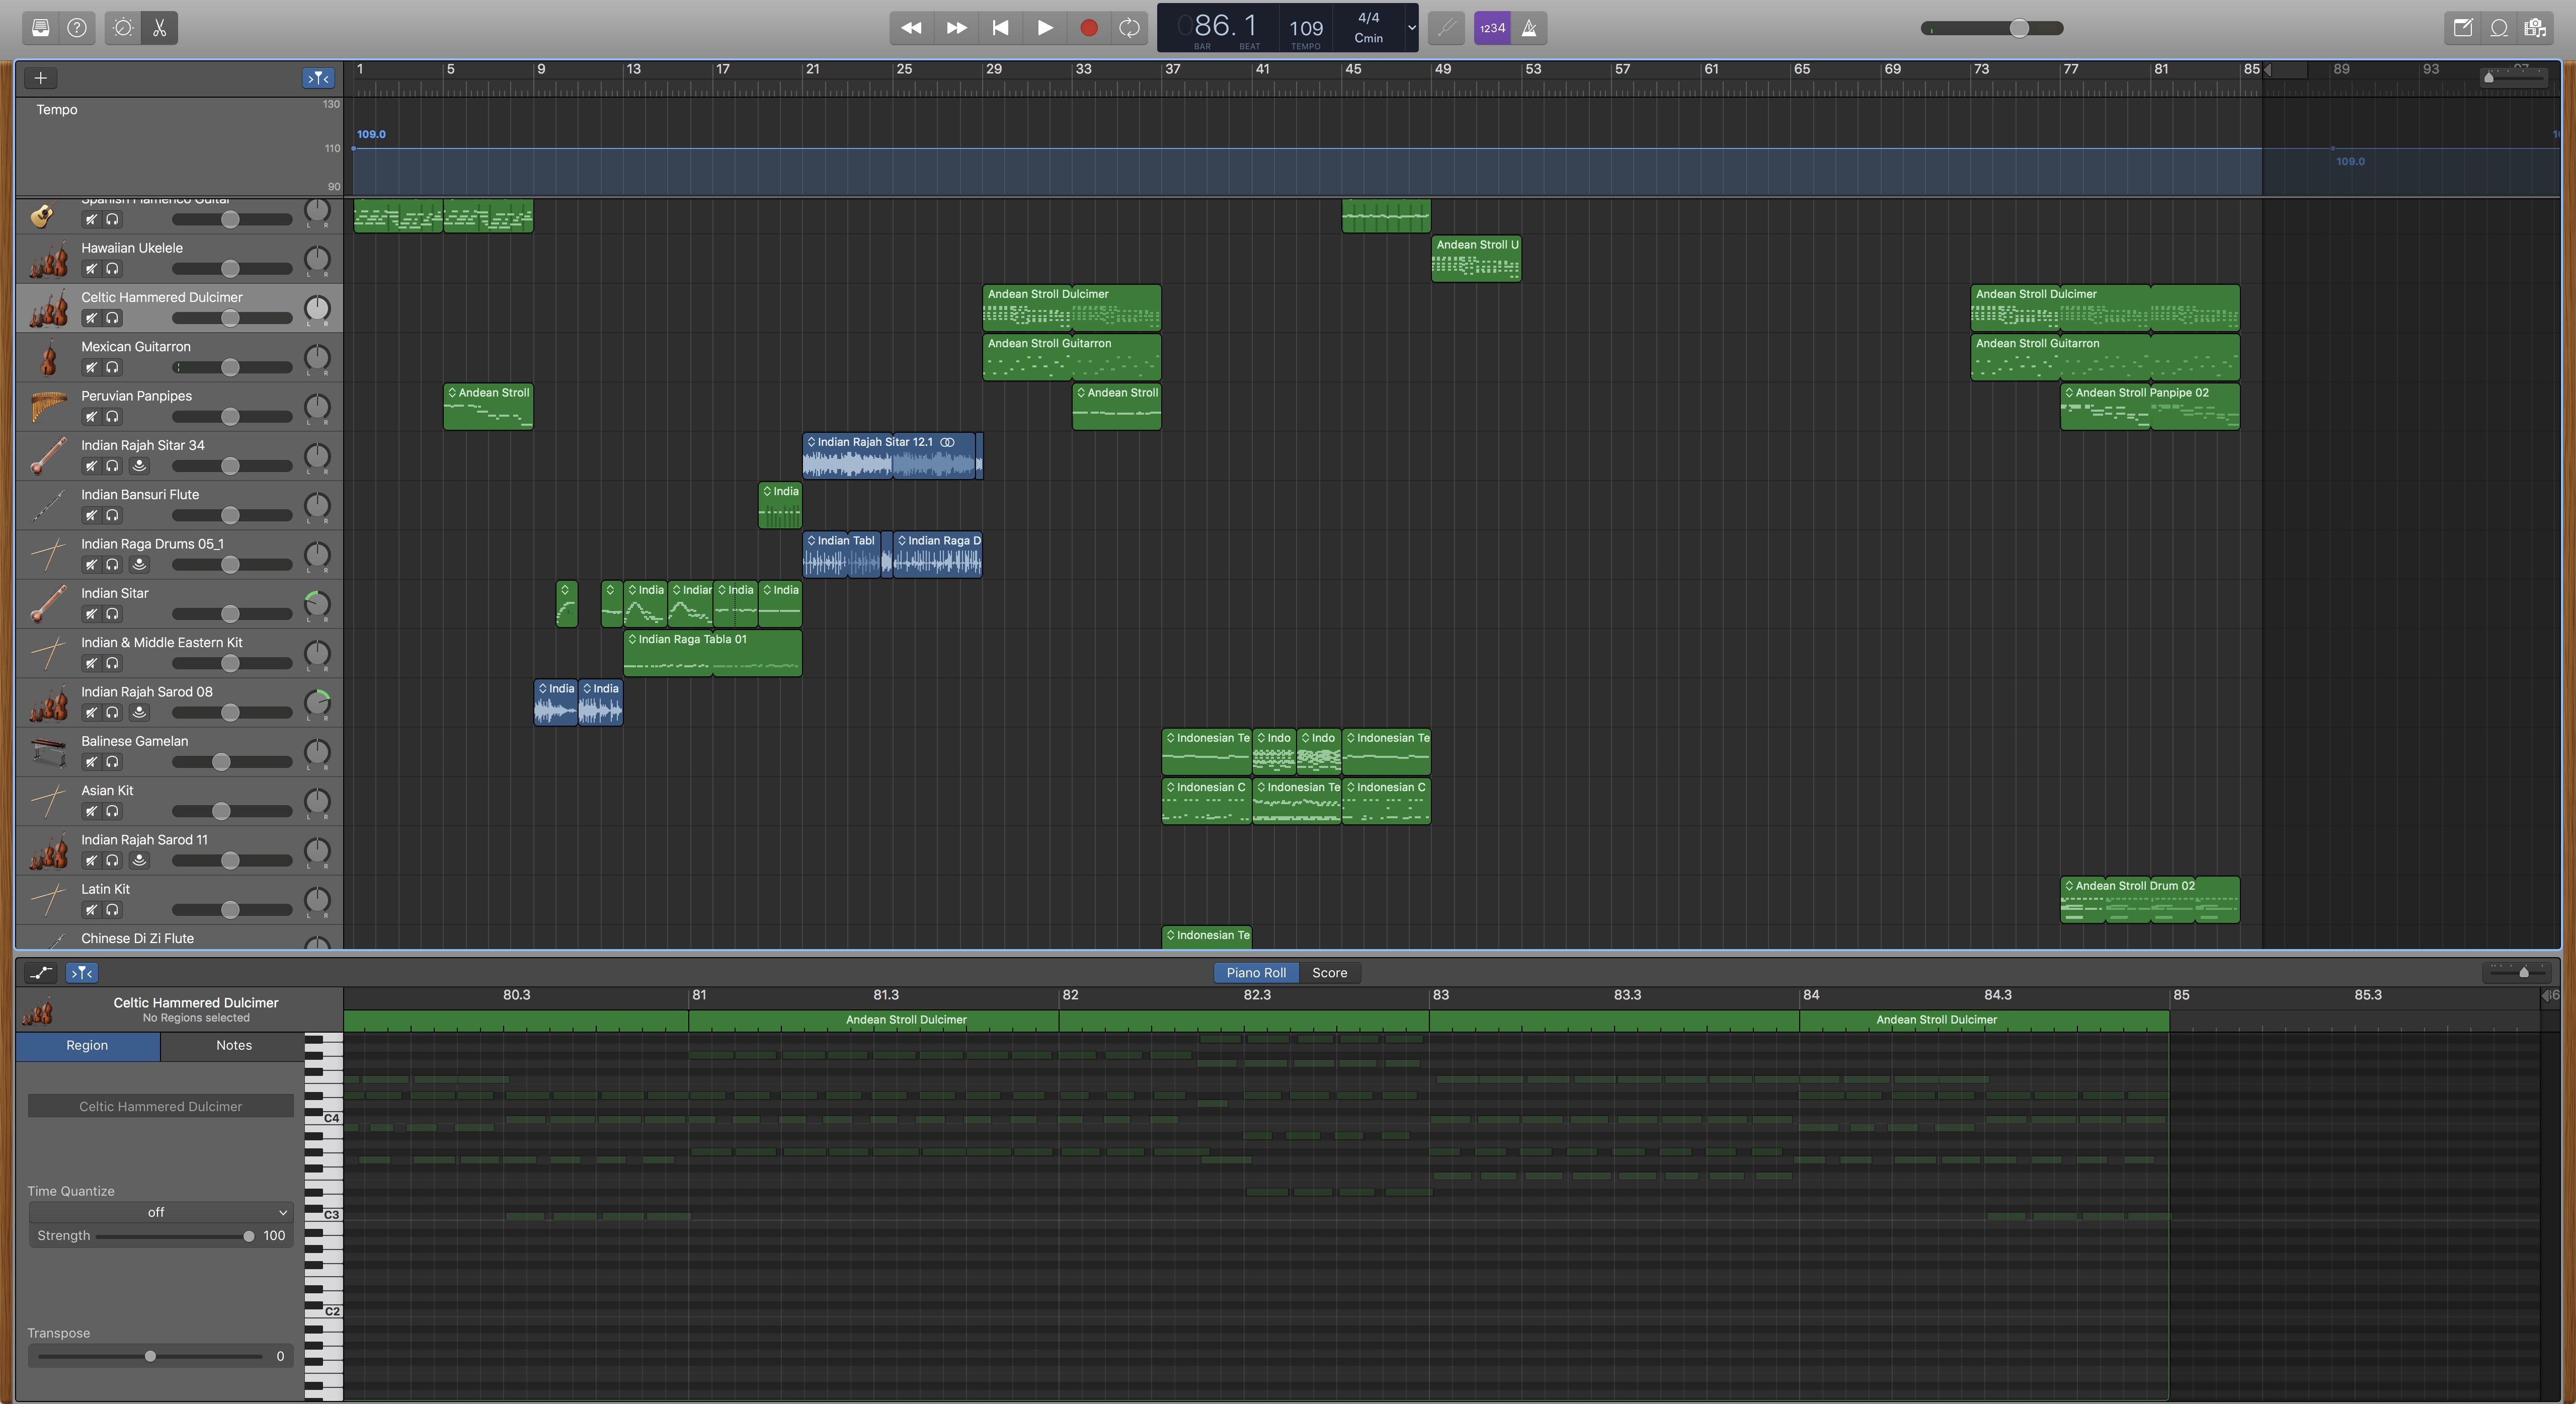 086.1
BAR BEAT
109
TEMPO
4/4
Cmin
1234
1 5 9 13 17 21 25 29 33 37 41 45 49 53 57 61 65 69 73 77 81 85 89 93 97
Tempo
130
109.0
110
109.0
90
Spanish Flamenco Guitar
L R
Hawaiian Ukelele
L R
Andean Stroll U
Celtic Hammered Dulcimer
L R
Andean Stroll Dulcimer
Andean Stroll Dulcimer
Mexican Guitarron
L R
Andean Stroll Guitarron
Andean Stroll Guitarron
Peruvian Panpipes
L R
Andean Stroll
Andean Stroll
Andean Stroll Panpipe 02
Indian Rajah Sitar 34
L R
Indian Rajah Sitar 12.1
Indian Bansuri Flute
L R
India
Indian Raga Drums 05_1
L R
Indian Tabl
Indian Raga D
Indian Sitar
L R
India
Indian
India
India
Indian & Middle Eastern Kit
L R
Indian Raga Tabla 01
Indian Rajah Sarod 08
L R
India
India
Balinese Gamelan
L R
Indonesian Te
Indo
Indo
Indonesian Te
Asian Kit
L R
Indonesian C
Indonesian Te
Indonesian C
Indian Rajah Sarod 11
L R
Latin Kit
L R
Andean Stroll Drum 02
Chinese Di Zi Flute
Indonesian Te
Piano Roll
Score
Celtic Hammered Dulcimer
No Regions selected
80.3 81 81.3 82 82.3 83 83.3 84 84.3 85 85.3
Andean Stroll Dulcimer
Andean Stroll Dulcimer
Region
Notes
Celtic Hammered Dulcimer
C4
Time Quantize
off
C3
Strength
100
C2
Transpose
0